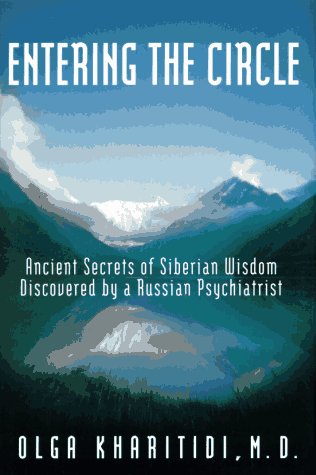 ENTERING THE CIRCLE
Ancient Secrets of Siberian Wisdom
Discovered by a Russian Psychiatrist
OLGA KHARITIDI, M.D.